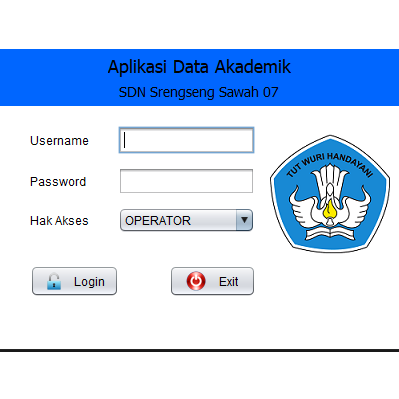 Aplikasi Data Akademik
SDN Srengseng Sawah 07
Username
Password
Hak Akses OPERATOR
TUT WURI HANDAYANI
Login Exit